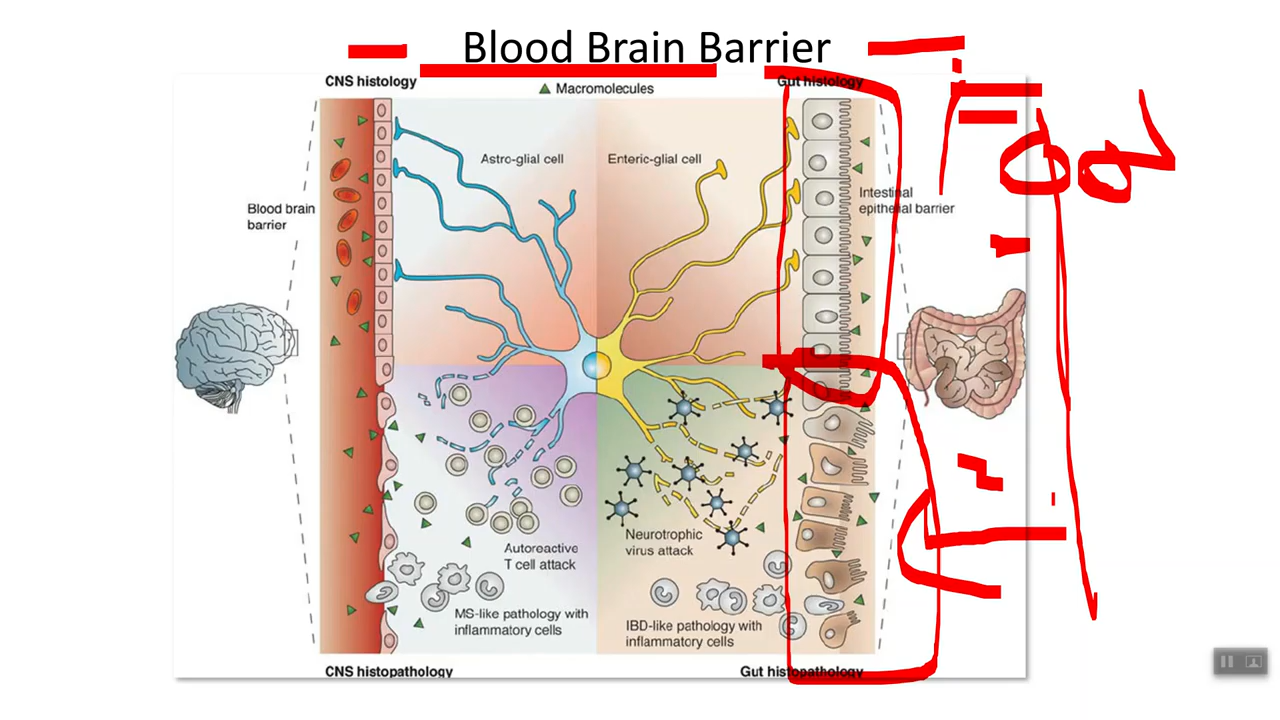 Blood Brain Barrier
CNS histology
Gut histology
Macromolecules
Astro-glial cell
Enteric-glial cell
Blood brain
barrier
Intestinal
epithelial barrier
Autoreactive
T cell attack
Neurotrophic
virus attack
MS-like pathology with
inflammatory cells
IBD-like pathology with
inflammatory cells
CNS histopathology
Gut histopathology